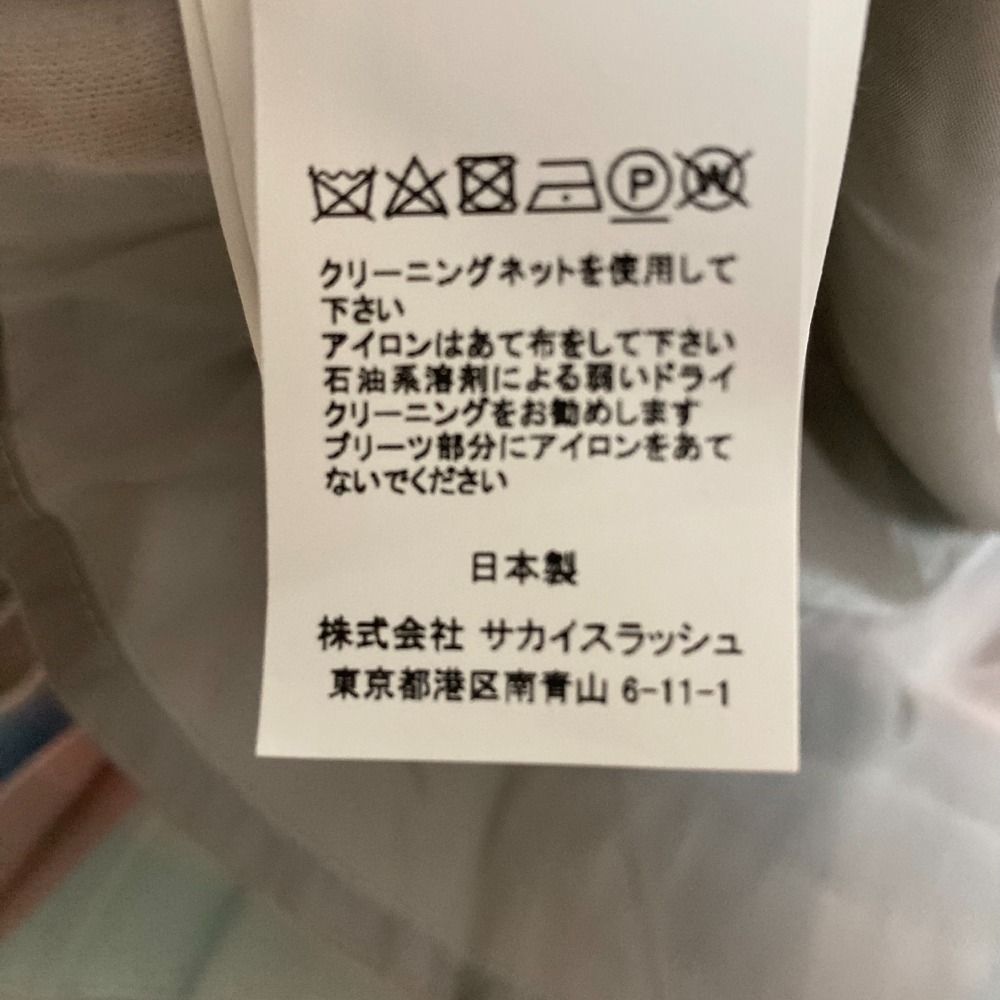 P W
クリーニングネットを使用して
下さい
アイロンはあて布をして下さい
石油系溶剤による弱いドライ
クリーニングをお勧めします
プリーツ部分にアイロンをあて
ないでください
日本製
株式会社 サカイスラッシュ
東京都港区南青山 6-11-1